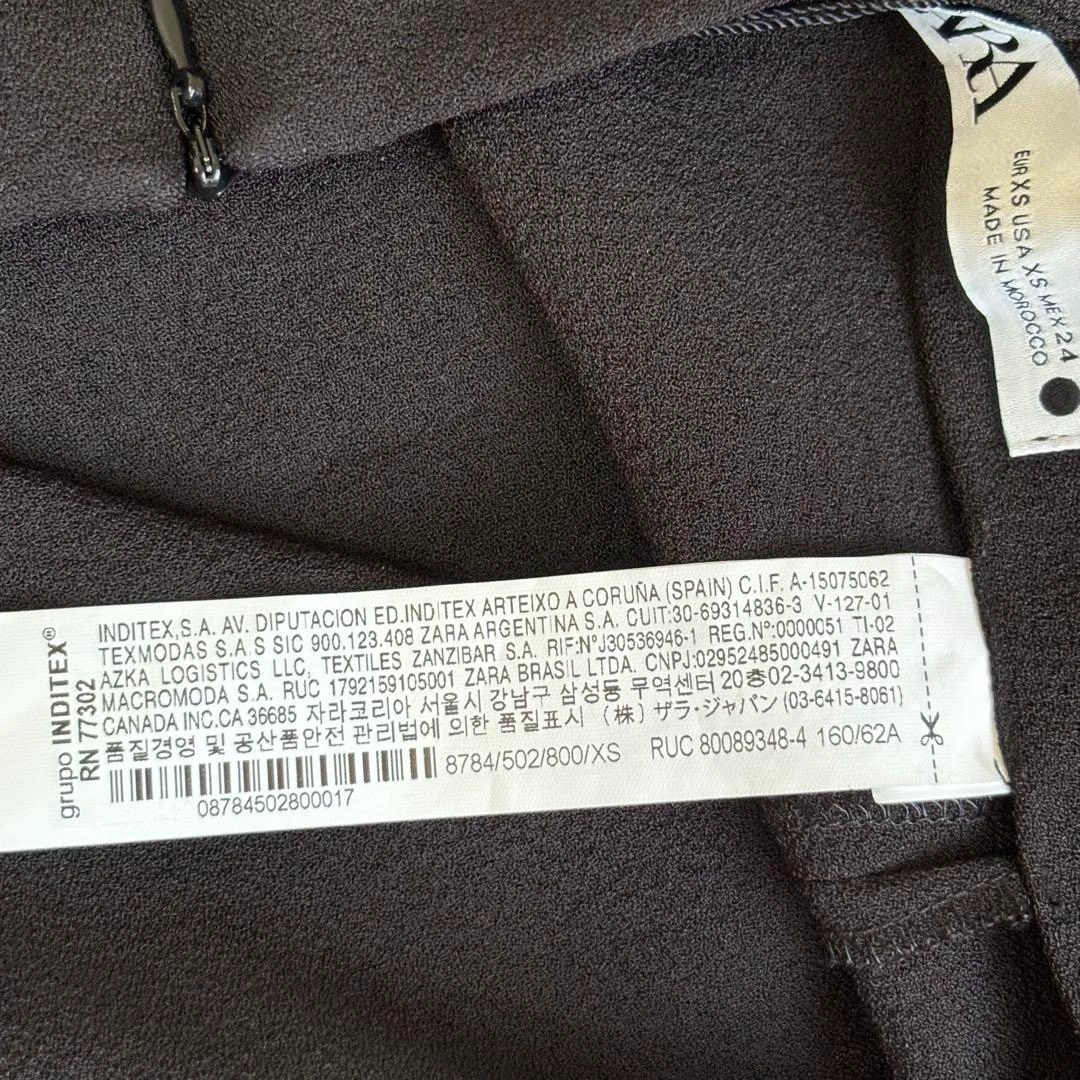 ZARA
EUR XS USA XS MEX 24
MADE IN MOROCCO
grupo INDITEX®
RN 77302
INDITEX,S.A. AV. DIPUTACION ED.INDITEX ARTEIXO A CORUÑA (SPAiN) C.I.F. A-15075062
TEXMODAS S.A.S SIC 900.123.408 ZARA ARGENTINA S.A. CUIT:30-69314836-3 V-127-01
AZKA LOGISTICS LLC, TEXTILES ZANZIBAR S.A. RIF:NºJ30536946-1 REG.Nº:0000051 TI-02
MACROMODA S.A. RUC 1792159105001 ZARA BRASIL LTDA. CNPJ:02952485000491 ZARA
CANADA INC.CA 36685 자라코리아 서울시 강남구 삼성동 무역센터 20층02-3413-9800
품질경영 및 공산품안전 관리법에 의한 품질표시 (株) ザラ・ジャパン (03-6415-8061)
8784/502/800/XS RUC 80089348-4 160/62A
08784502800017